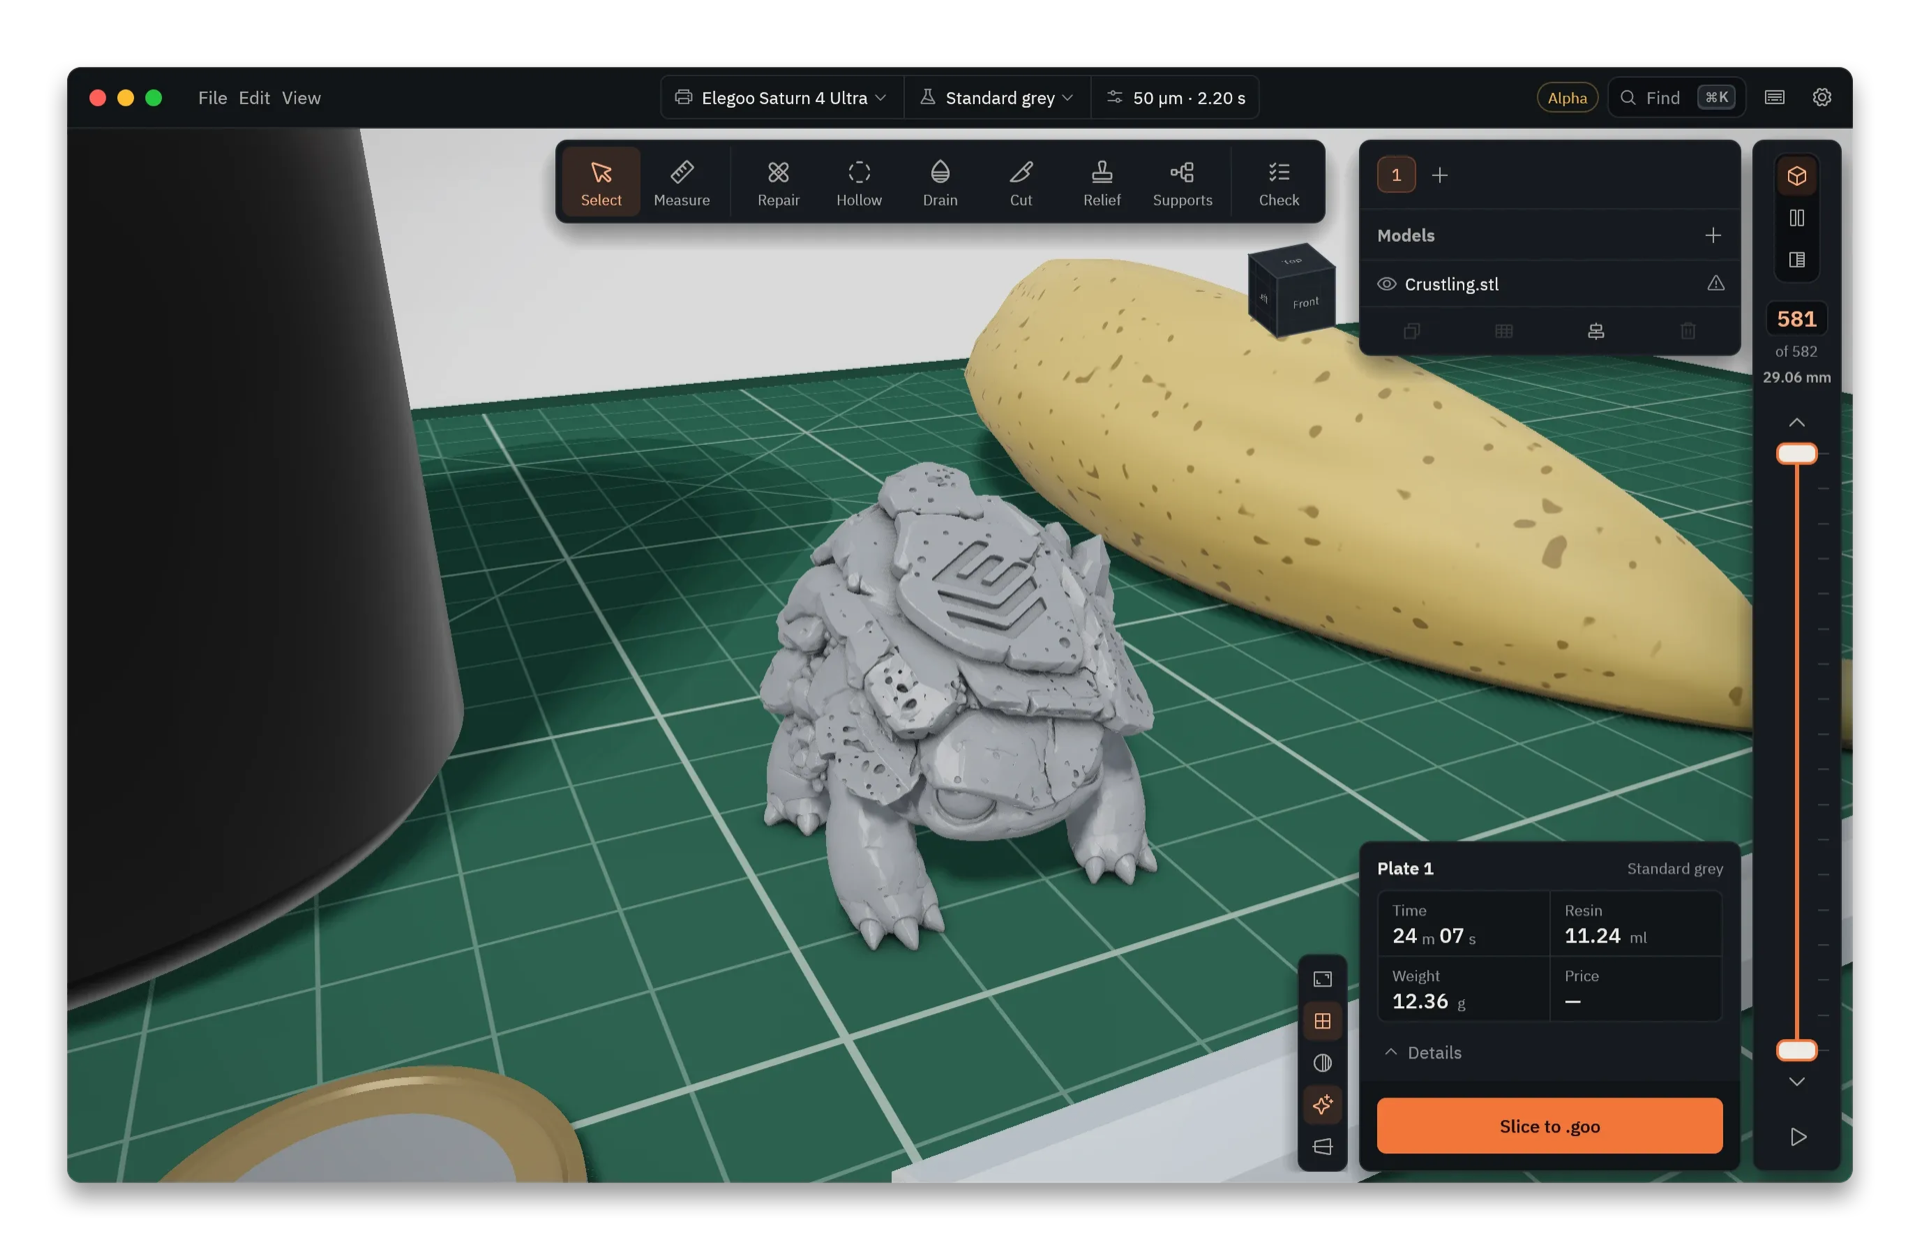 File Edit View
Elegoo Saturn 4 Ultra
Standard grey
50 µm · 2.20 s
Alpha
Find ⌘K
Select
Measure
Repair
Hollow
Drain
Cut
Relief
Supports
Check
1
Models
Crustling.stl
Top
Front
581
of 582
29.06 mm
Plate 1
Standard grey
Time
24 m 07 s
Resin
11.24 ml
Weight
12.36 g
Price
—
Details
Slice to .goo